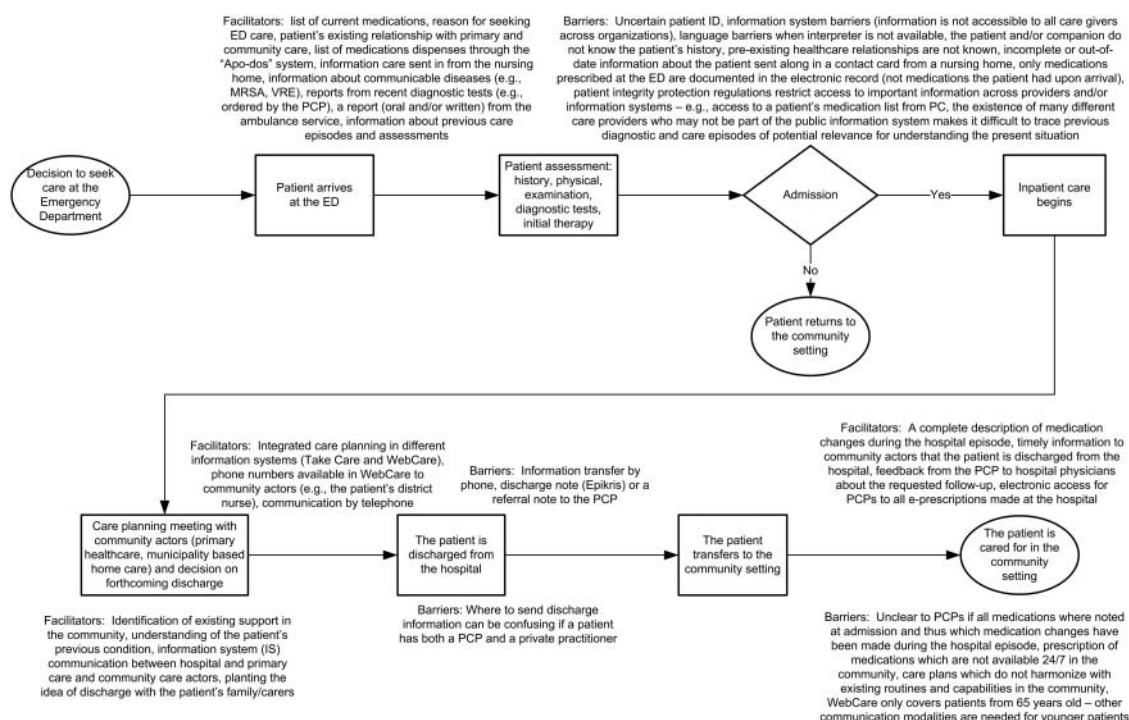 Facilitators: list of current medications, reason for seeking
ED care, patient's existing relationship with primary and
community care, list of medications dispenses through the
"Apo-dos" system, information care sent in from the nursing
home, information about communicable diseases (e.g.,
MRSA, VRE), reports from recent diagnostic tests (e.g.,
ordered by the PCP), a report (oral and/or written) from the
ambulance service, information about previous care
episodes and assessments
Barriers: Uncertain patient ID, information system barriers (information is not accessible to all care givers
across organizations), language barriers when interpreter is not available, the patient and/or companion do
not know the patient's history, pre-existing healthcare relationships are not known, incomplete or out-of-
date information about the patient sent along in a contact card from a nursing home, only medications
prescribed at the ED are documented in the electronic record (not medications the patient had upon arrival),
patient integrity protection regulations restrict access to important information across providers and/or
information systems – e.g., access to a patient's medication list from PC, the existence of many different
care providers who may not be part of the public information system makes it difficult to trace previous
diagnostic and care episodes of potential relevance for understanding the present situation
Decision to seek
care at the
Emergency
Department
Patient arrives
at the ED
Patient assessment:
history, physical,
examination,
diagnostic tests,
initial therapy
Admission
Yes
Inpatient care
begins
No
Patient returns to
the community
setting
Facilitators: Integrated care planning in different
information systems (Take Care and WebCare),
phone numbers available in WebCare to
community actors (e.g., the patient's district
nurse), communication by telephone
Barriers: Information transfer by
phone, discharge note (Epikris) or a
referral note to the PCP
Facilitators: A complete description of medication
changes during the hospital episode, timely information to
community actors that the patient is discharged from the
hospital, feedback from the PCP to hospital physicians
about the requested follow-up, electronic access for
PCPs to all e-prescriptions made at the hospital
Care planning meeting with
community actors (primary
healthcare, municipality based
home care) and decision on
forthcoming discharge
The patient is
discharged from
the hospital
The patient
transfers to the
community setting
The patient is
cared for in the
community
setting
Facilitators: Identification of existing support in
the community, understanding of the patient's
previous condition, information system (IS)
communication between hospital and primary
care and community care actors, planting the
idea of discharge with the patient's family/carers
Barriers: Where to send discharge
information can be confusing if a patient
has both a PCP and a private practitioner
Barriers: Unclear to PCPs if all medications where noted
at admission and thus which medication changes have
been made during the hospital episode, prescription of
medications which are not available 24/7 in the
community, care plans which do not harmonize with
existing routines and capabilities in the community,
WebCare only covers patients from 65 years old – other
communication modalities are needed for younger patients